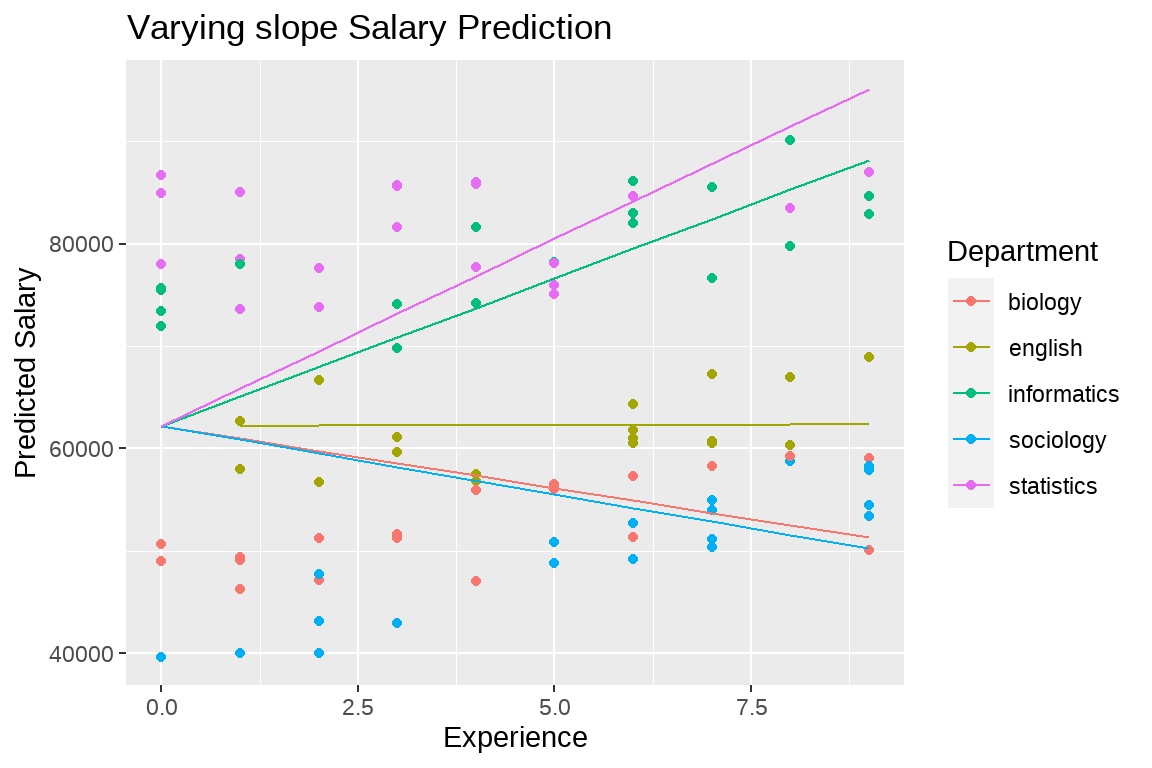 Varying slope Salary Prediction
Predicted Salary
80000
60000
40000
0.0 2.5 5.0 7.5
Experience
Department
biology
english
informatics
sociology
statistics